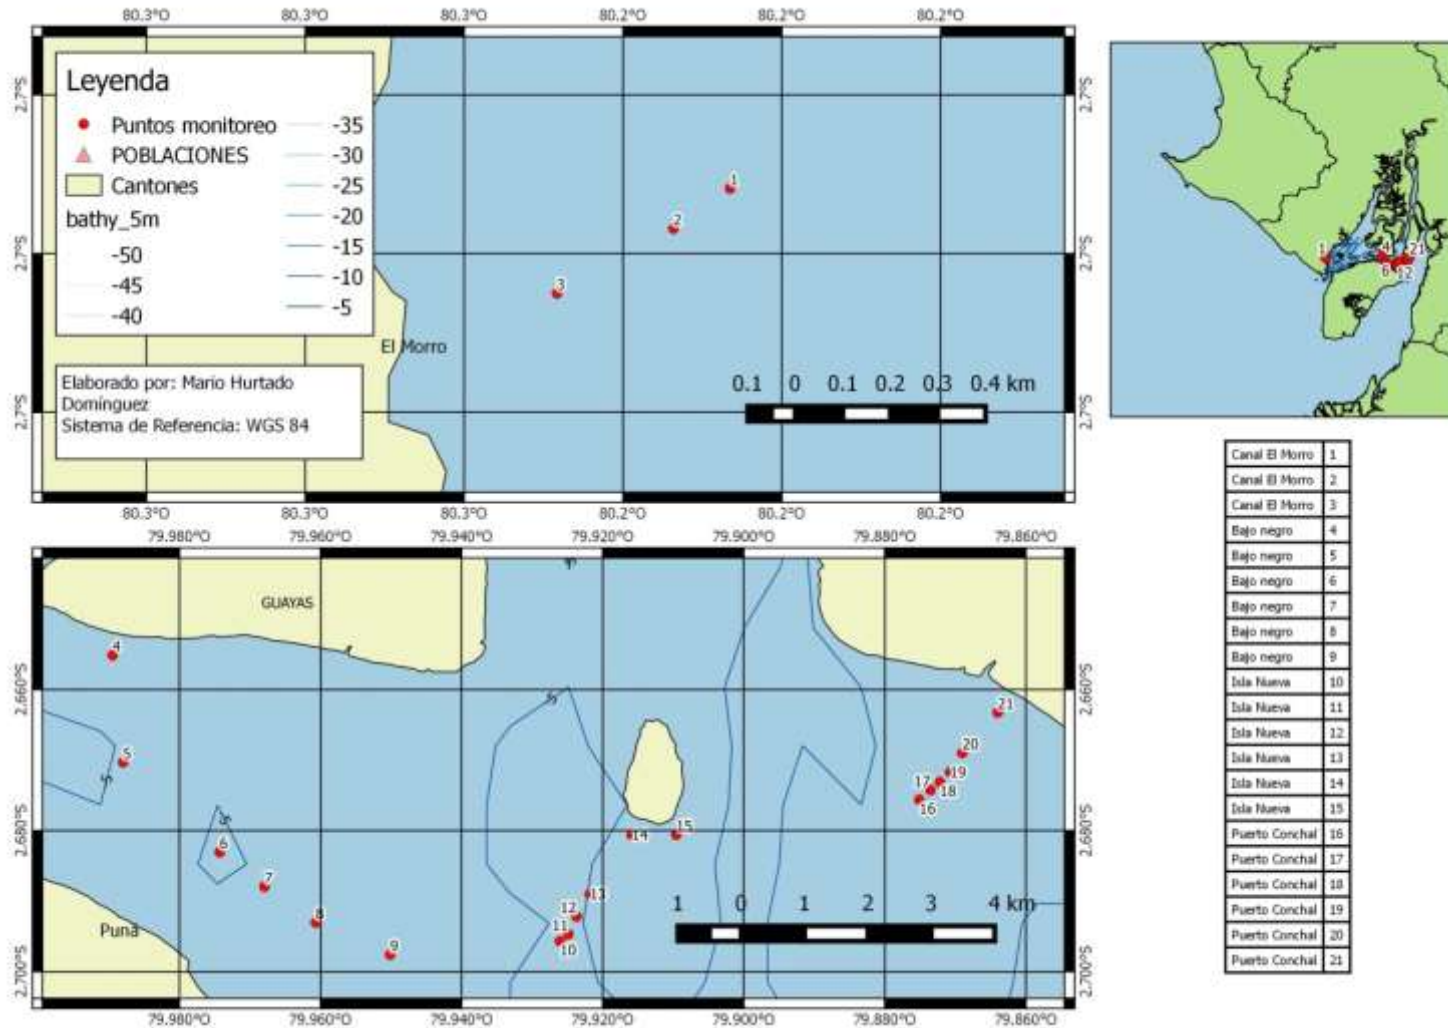 80.3°O 80.3°O 80.3°O 80.2°O 80.2°O 80.2°O
2.7°S
2.7°S
2.7°S
2.7°S
2.7°S
2.7°S
Leyenda
Puntos monitoreo
POBLACIONES
Cantones
bathy_5m
-50
-45
-40
-35
-30
-25
-20
-15
-10
-5
1
2
3
El Morro
Elaborado por: Mario Hurtado
Domínguez
Sistema de Referencia: WGS 84
0.1 0 0.1 0.2 0.3 0.4 km
80.3°O 80.3°O 80.3°O 80.2°O 80.2°O 80.2°O
1
4
6
12
21
79.980°O 79.960°O 79.940°O 79.920°O 79.900°O 79.880°O 79.860°O
2.660°S
2.680°S
2.700°S
2.660°S
2.680°S
2.700°S
GUAYAS
4
5
-5
6
-5
7
8
9
Puná
-5
-5
10
11
12
13
14
15
16
17
18
19
20
21
1 0 1 2 3 4 km
79.980°O 79.960°O 79.940°O 79.920°O 79.900°O 79.880°O 79.860°O
Canal El Morro 1
Canal El Morro 2
Canal El Morro 3
Bajo negro 4
Bajo negro 5
Bajo negro 6
Bajo negro 7
Bajo negro 8
Bajo negro 9
Isla Nueva 10
Isla Nueva 11
Isla Nueva 12
Isla Nueva 13
Isla Nueva 14
Isla Nueva 15
Puerto Conchal 16
Puerto Conchal 17
Puerto Conchal 18
Puerto Conchal 19
Puerto Conchal 20
Puerto Conchal 21